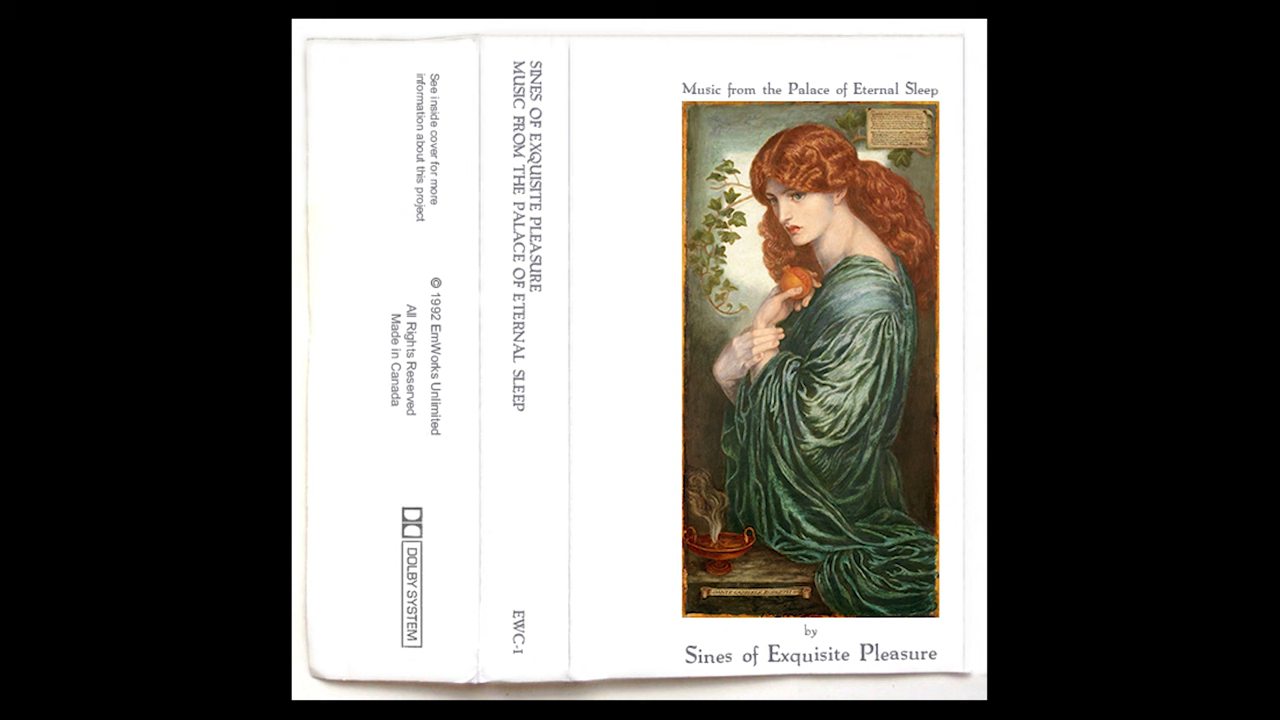 See inside cover for more
information about this project
© 1992 EmWorks Unlimited
All Rights Reserved
Made in Canada
DOLBY SYSTEM
SINES OF EXQUISITE PLEASURE
MUSIC FROM THE PALACE OF ETERNAL SLEEP
EWC-1
Music from the Palace of Eternal Sleep
by
Sines of Exquisite Pleasure